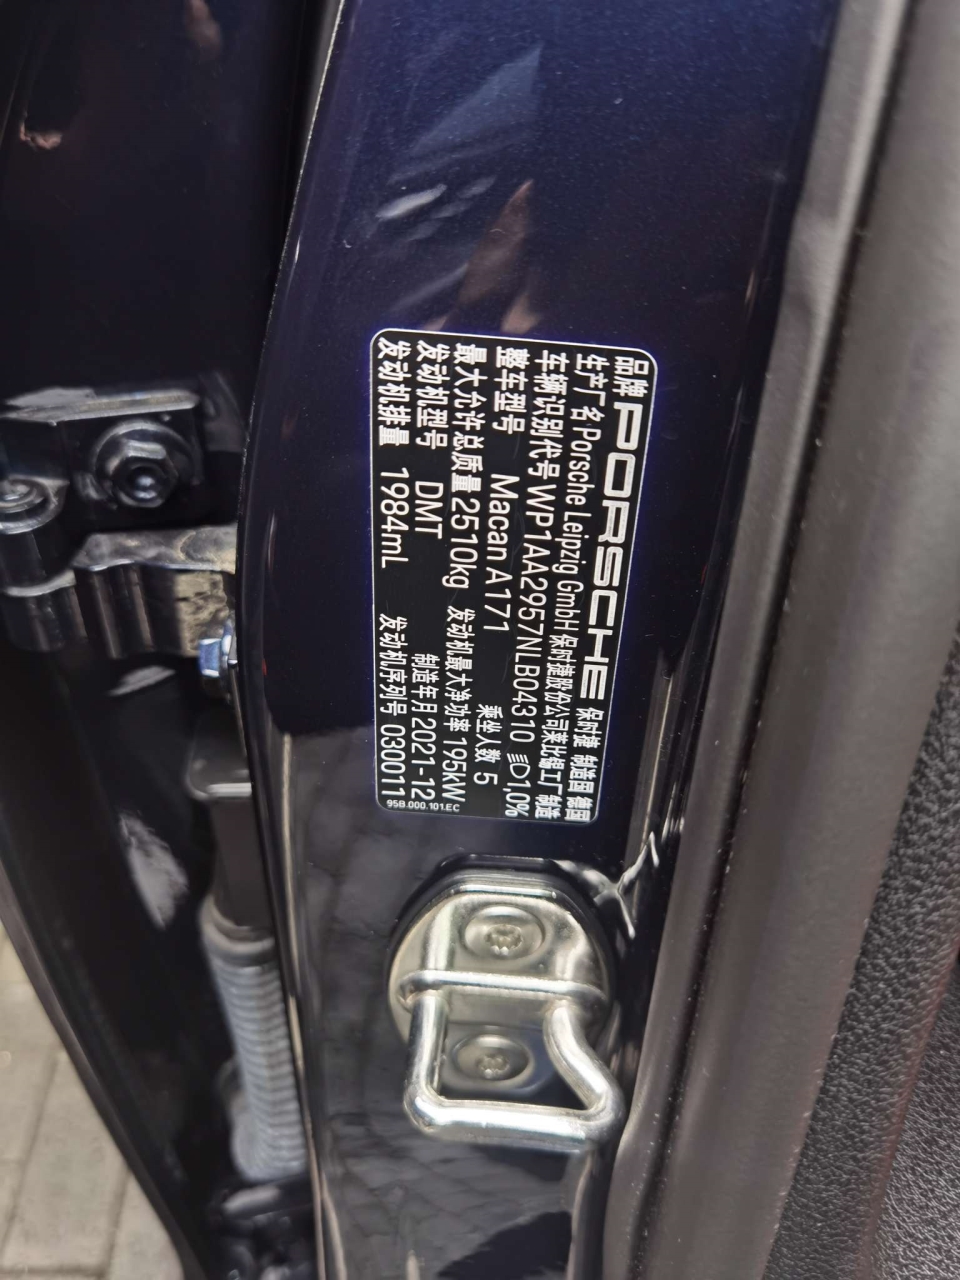 品牌 PORSCHE 保时捷 制造国 德国
生产厂名 Porsche Leipzig GmbH 保时捷股份公司莱比锡工厂制造
车辆识别代号 WP1AA2957NLB04310 1,0%
整车型号 Macan A171 乘坐人数 5
最大允许总质量 2510kg 发动机最大净功率 195kW
发动机型号 DMT 制造年月 2021-12
发动机排量 1984mL 发动机序列号 030011
95B.000.101.EC